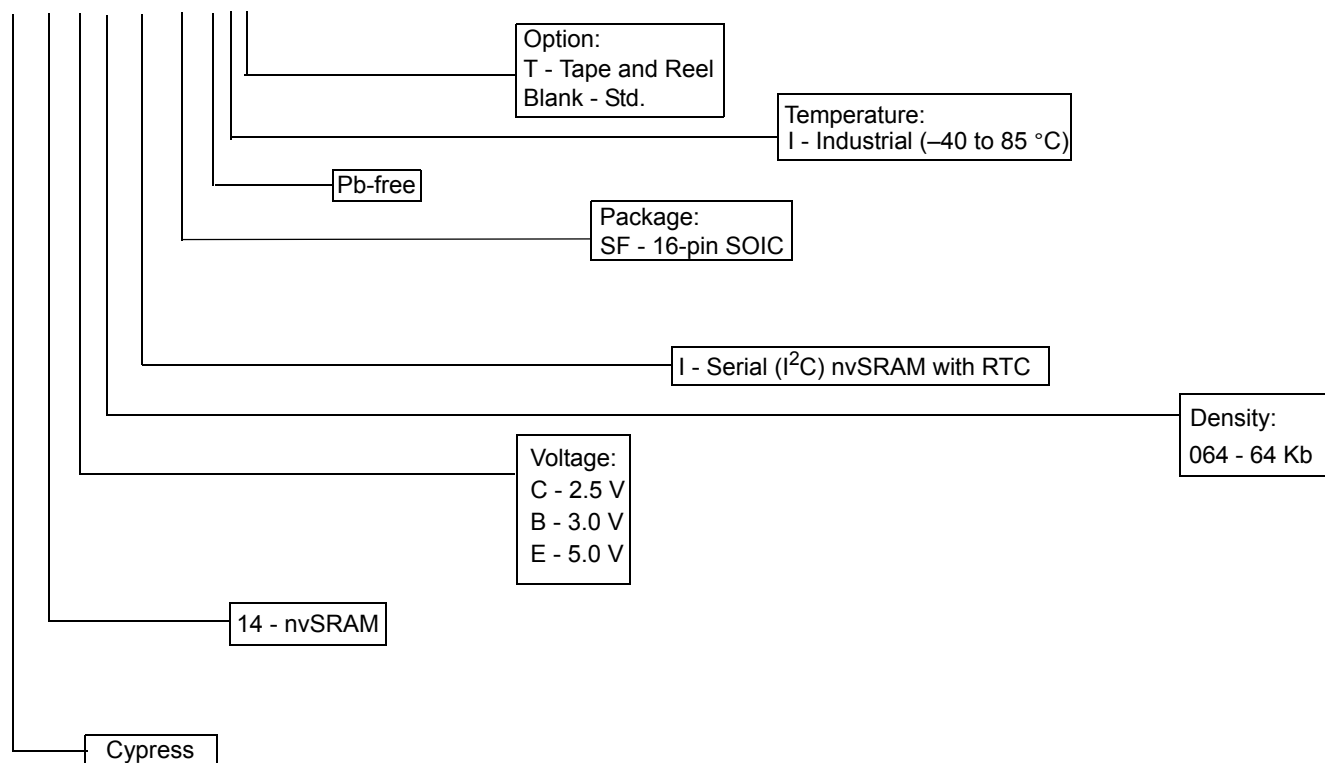 Option:
T - Tape and Reel
Blank - Std.
Temperature:
I - Industrial (–40 to 85 °C)
Pb-free
Package:
SF - 16-pin SOIC
I - Serial (I²C) nvSRAM with RTC
Density:
064 - 64 Kb
Voltage:
C - 2.5 V
B - 3.0 V
E - 5.0 V
14 - nvSRAM
Cypress